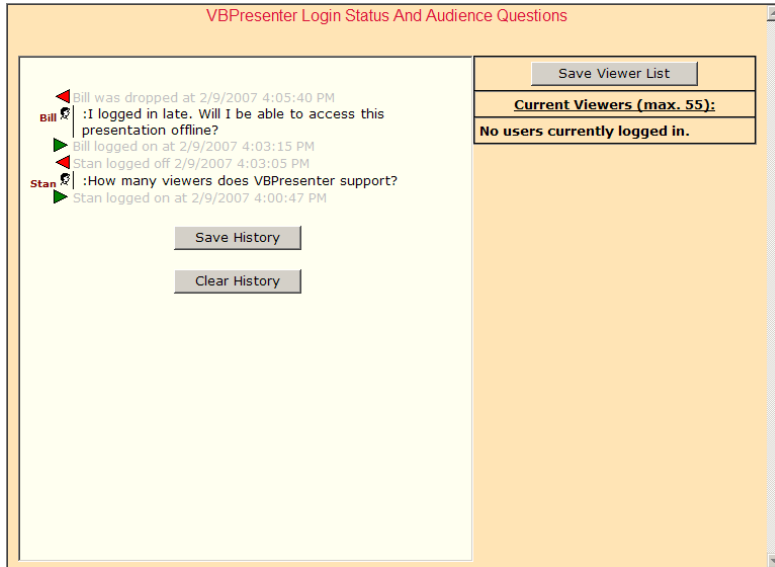 VBPresenter Login Status And Audience Questions
Bill was dropped at 2/9/2007 4:05:40 PM
Bill :I logged in late. Will I be able to access this
presentation offline?
Bill logged on at 2/9/2007 4:03:15 PM
Stan logged off 2/9/2007 4:03:05 PM
Stan :How many viewers does VBPresenter support?
Stan logged on at 2/9/2007 4:00:47 PM
Save History
Clear History
Save Viewer List
Current Viewers (max. 55):
No users currently logged in.